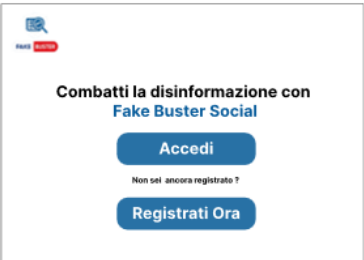 FAKE BUSTER
Combatti la disinformazione con
Fake Buster Social
Accedi
Non sei ancora registrato ?
Registrati Ora